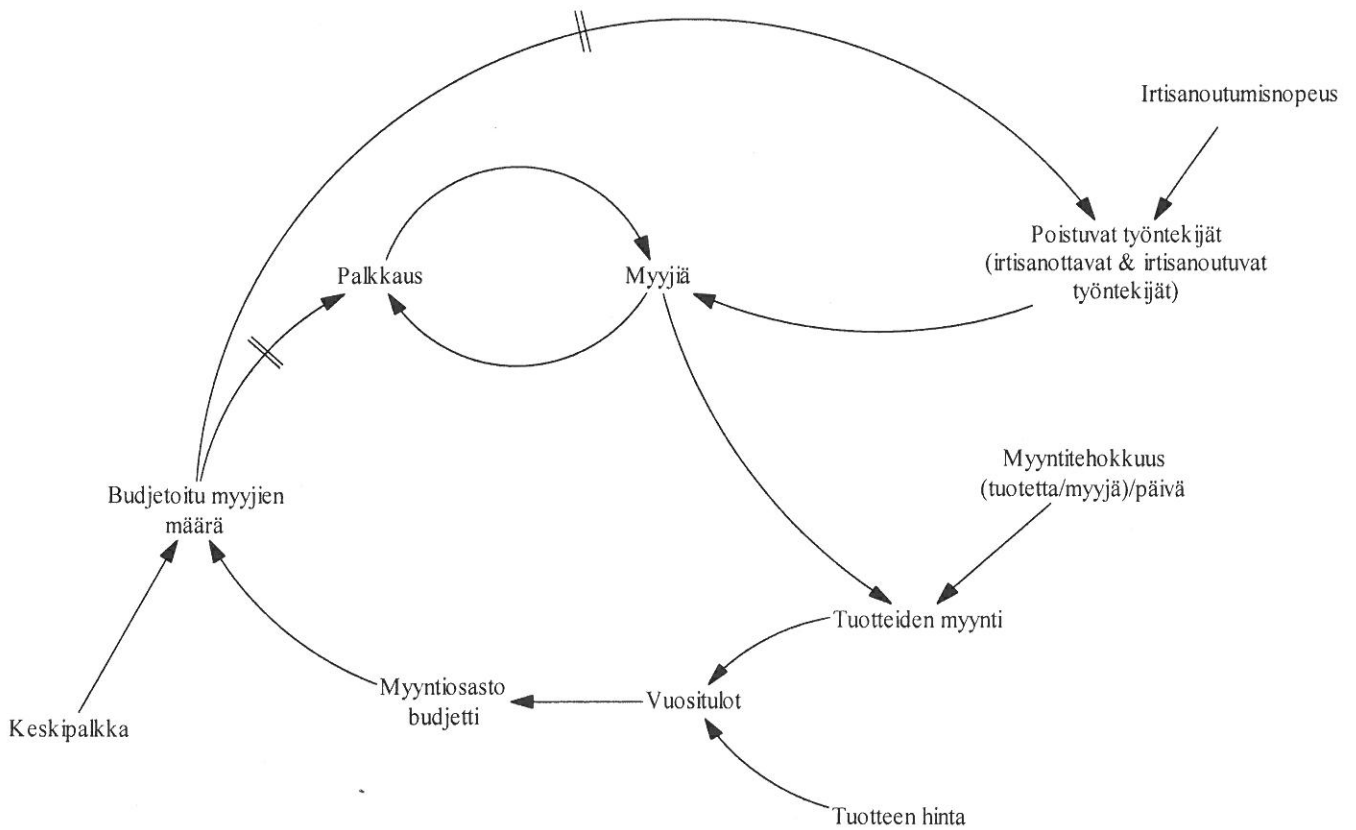 Irtisanoutumisnopeus
Poistuvat työntekijät
(irtisanottavat & irtisanoutuvat
työntekijät)
Palkkaus
Myyjiä
Myyntitehokkuus
(tuotetta/myyjä)/päivä
Budjetoitu myyjien
määrä
Tuotteiden myynti
Myyntiosasto
budjetti
Vuositulot
Keskipalkka
Tuotteen hinta